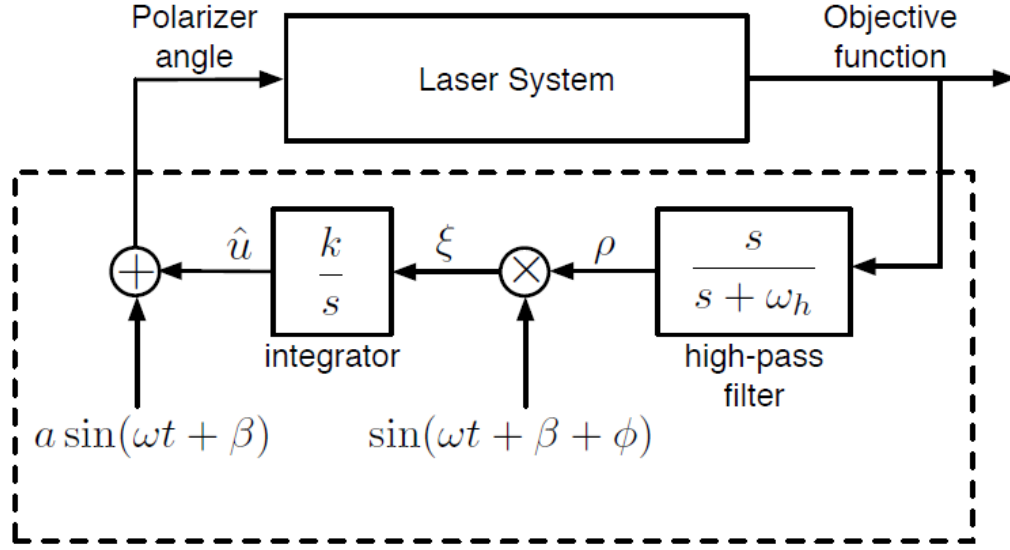 Polarizer
angle
Laser System
Objective
function
û
k
s
ξ
ρ
s
s + ω_h
+
×
integrator
high-pass
filter
a sin(ωt + β)
sin(ωt + β + ϕ)